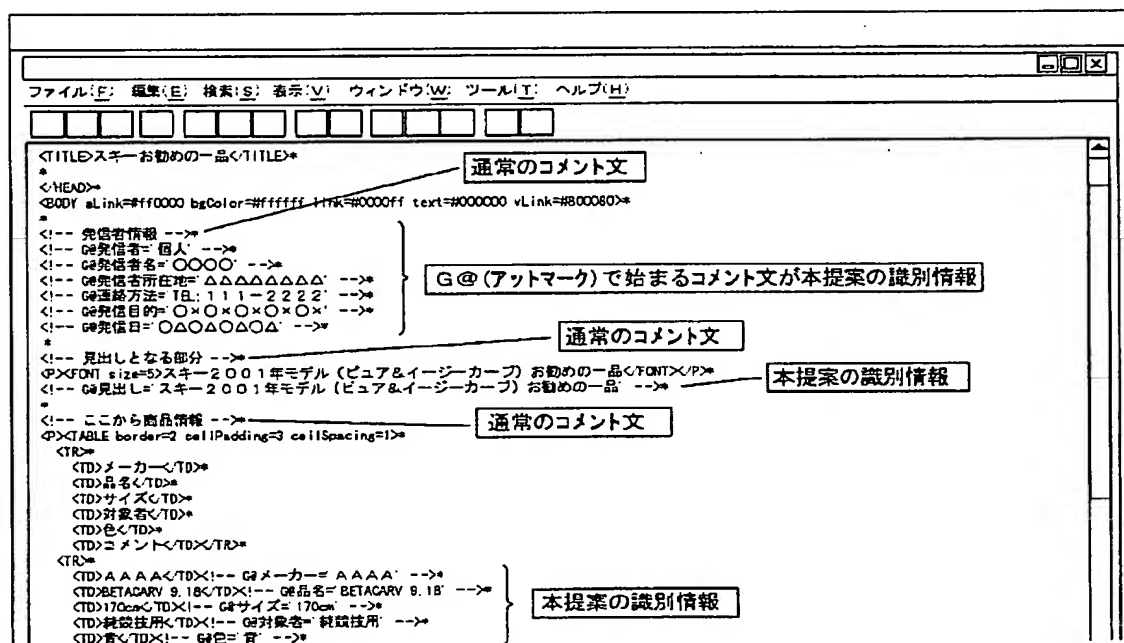 ファイル(F) 編集(E) 検索(S) 表示(V) ウィンドウ(W) ツール(T) ヘルプ(H)
<TITLE>スキーお勧めの一品</TITLE>*
*
</HEAD>*
<BODY aLink=#ff0000 bgColor=#ffffff link=#0000ff text=#000000 vLink=#800080>*
通常のコメント文
*
<!-- 発信者情報 -->*
<!-- G@発信者='個人' -->*
<!-- G@発信者名='○○○○' -->*
<!-- G@発信者所在地='△△△△△△△△' -->*
<!-- G@連絡方法='TEL:111-2222' -->*
<!-- G@発信目的='○×○×○×○×' -->*
<!-- G@発信日='○△○△○△○△' -->*
G@(アットマーク)で始まるコメント文が本提案の識別情報
*
<!-- 見出しとなる部分 -->*
通常のコメント文
<P><FONT size=5>スキー2001年モデル(ピュア&イージーカーブ)お勧めの一品</FONT></P>*
<!-- G@見出し='スキー2001年モデル(ピュア&イージーカーブ)お勧めの一品' -->*
本提案の識別情報
*
<!-- ここから商品情報 -->*
通常のコメント文
<P><TABLE border=2 cellPadding=3 cellSpacing=1>*
<TR>*
<TD>メーカー</TD>*
<TD>品名</TD>*
<TD>サイズ</TD>*
<TD>対象者</TD>*
<TD>色</TD>*
<TD>コメント</TD></TR>*
<TR>*
<TD>AAAA</TD><!-- G@メーカー='AAAA' -->*
<TD>BETACARV 9.18</TD><!-- G@品名='BETACARV 9.18' -->*
<TD>170cm</TD><!-- G@サイズ='170cm' -->*
<TD>純競技用</TD><!-- G@対象者='純競技用' -->*
<TD>青</TD><!-- G@色='青' -->*
本提案の識別情報